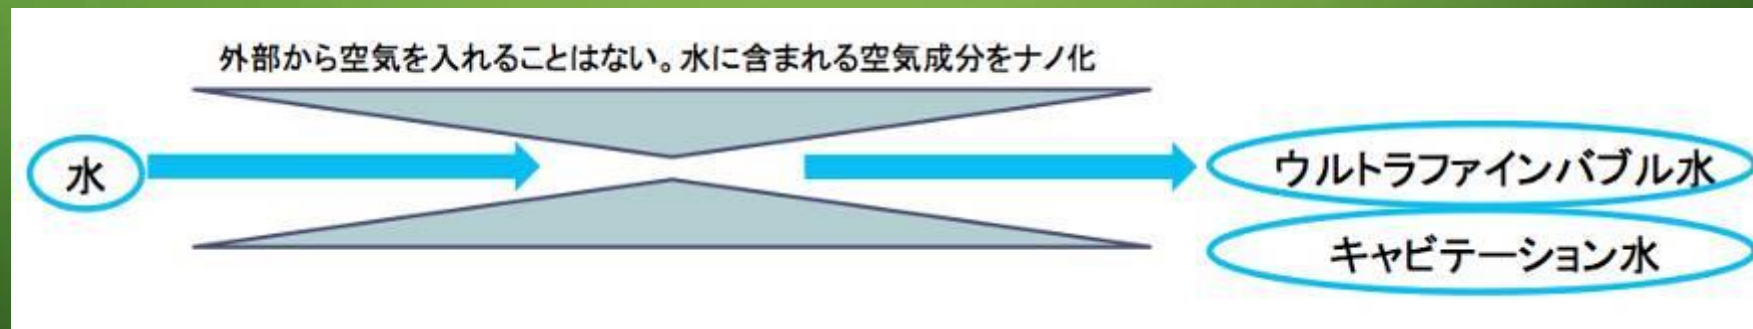 外部から空気を入れることはない。水に含まれる空気成分をナノ化
水
ウルトラファインバブル水
キャビテーション水